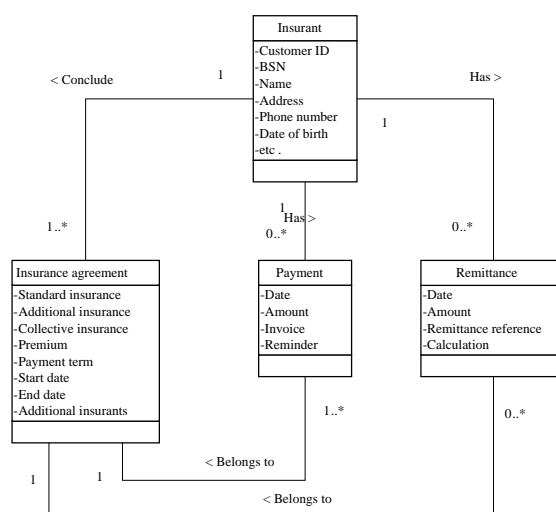 Insurant
-Customer ID
-BSN
-Name
-Address
-Phone number
-Date of birth
-etc .
< Conclude
1
Has >
1
1
Has >
1..*
0..*
0..*
Insurance agreement
-Standard insurance
-Additional insurance
-Collective insurance
-Premium
-Payment term
-Start date
-End date
-Additional insurants
Payment
-Date
-Amount
-Invoice
-Reminder
Remittance
-Date
-Amount
-Remittance reference
-Calculation
1..*
0..*
< Belongs to
1
1
< Belongs to